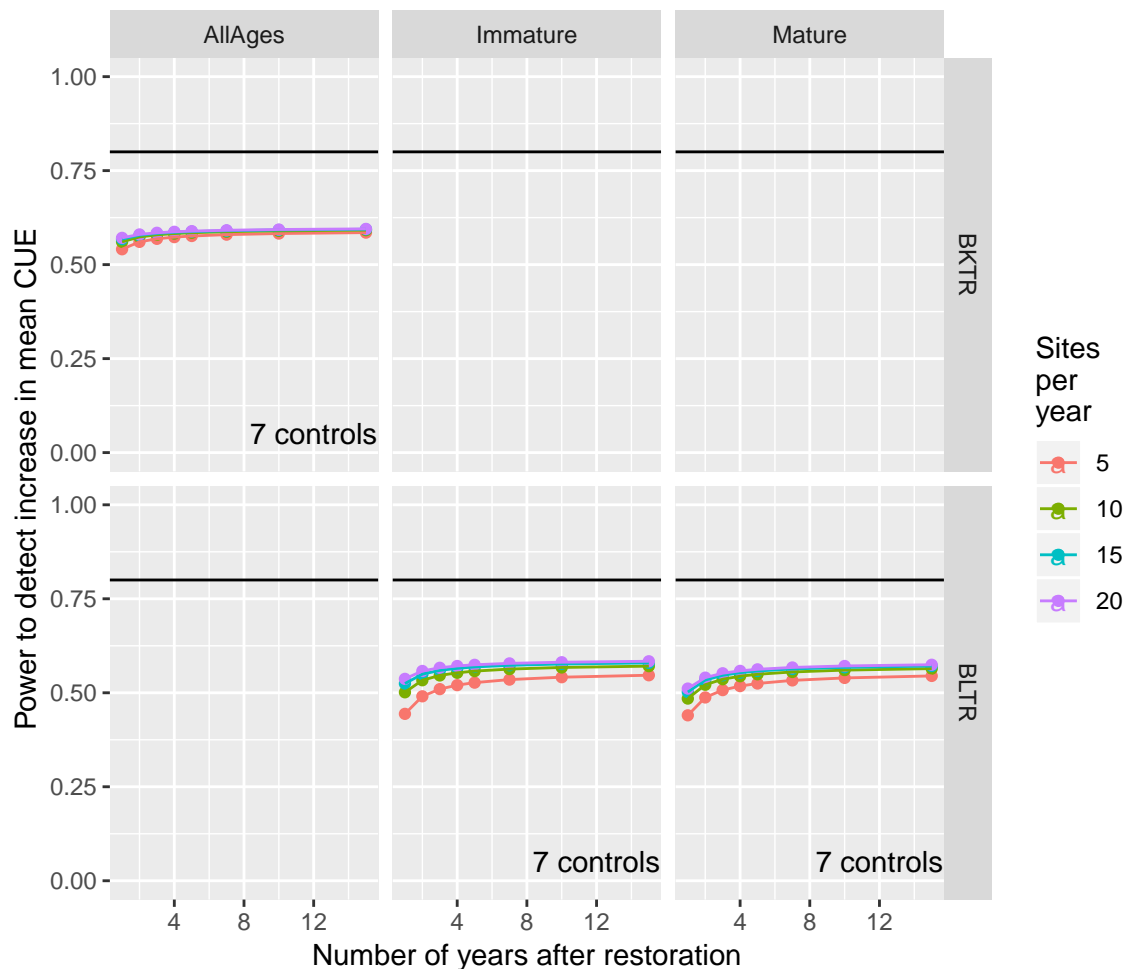 AllAges
Immature
Mature
Power to detect increase in mean CUE
1.00
0.75
0.50
0.25
0.00
7 controls
BKTR
1.00
0.75
0.50
0.25
0.00
7 controls
7 controls
BLTR
4 8 12
4 8 12
4 8 12
Number of years after restoration
Sites
per
year
a 5
a 10
a 15
a 20